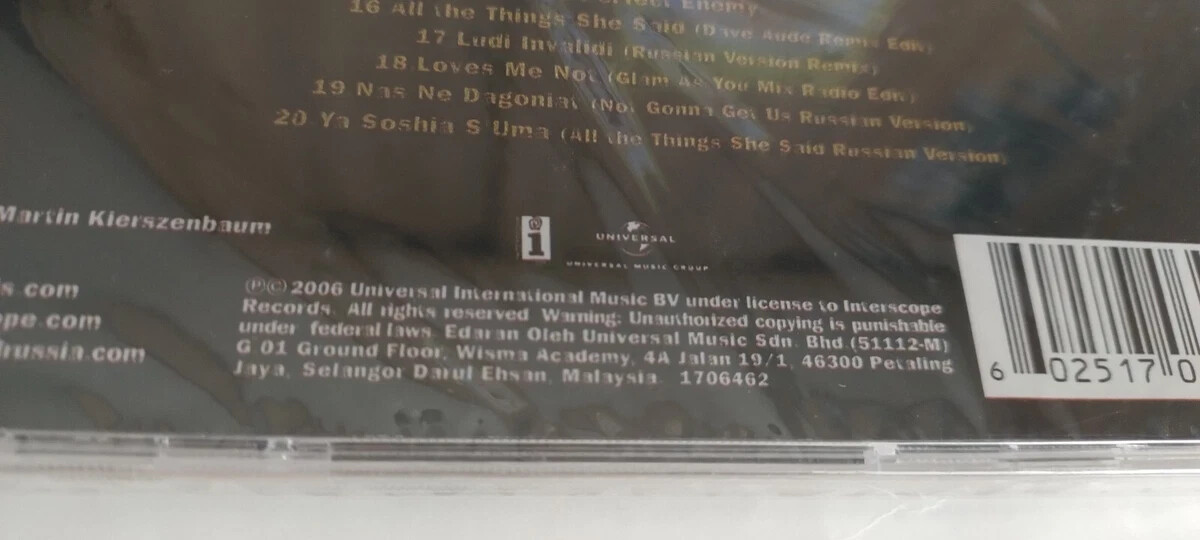 Perfect Enemy
16 All the Things She Said (Dave Aude Remix Edit)
17 Ludi Invalidi (Russian Version Remix)
18 Loves Me Not (Glam As You Mix Radio Edit)
19 Nas Ne Dagoniat (Not Gonna Get Us Russian Version)
20 Ya Soshla S Uma (All the Things She Said Russian Version)
Martin Kierszenbaum
i
UNIVERSAL
UNIVERSAL MUSIC GROUP
s.com
pe.com
russia.com
℗© 2006 Universal International Music BV under license to Interscope
Records. All rights reserved. Warning: Unauthorized copying is punishable
under federal laws. Edaran Oleh Universal Music Sdn. Bhd (51112-M)
G 01 Ground Floor, Wisma Academy, 4A Jalan 19/1, 46300 Petaling
Jaya, Selangor Darul Ehsan, Malaysia. 1706462
6 02517 0